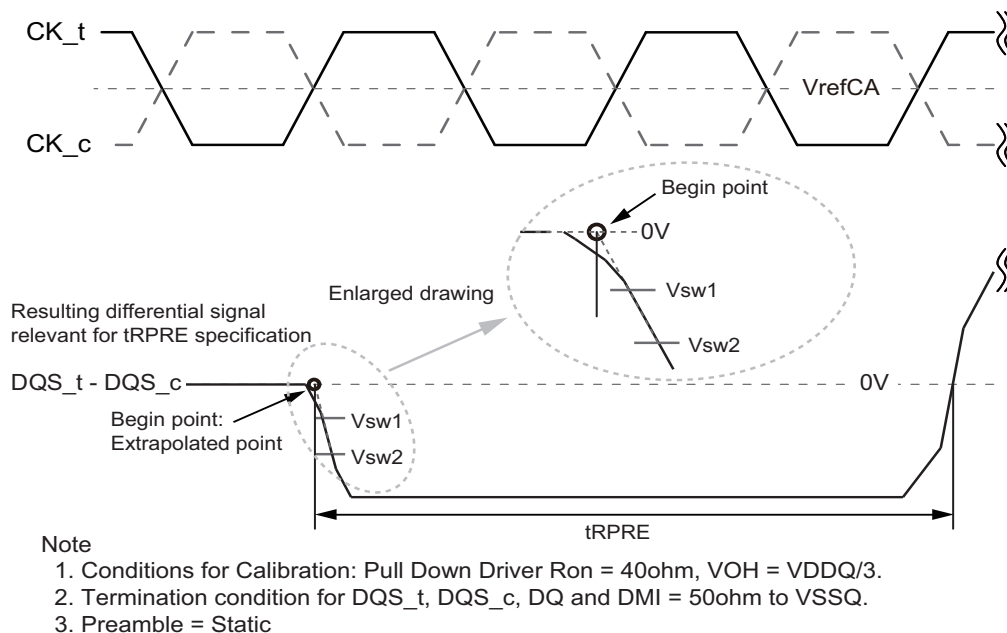 CK_t
VrefCA
CK_c
Begin point
0V
Vsw1
Enlarged drawing
Vsw2
Resulting differential signal
relevant for tRPRE specification
DQS_t - DQS_c
0V
Begin point:
Extrapolated point
Vsw1
Vsw2
tRPRE
Note
1. Conditions for Calibration: Pull Down Driver Ron = 40ohm, VOH = VDDQ/3.
2. Termination condition for DQS_t, DQS_c, DQ and DMI = 50ohm to VSSQ.
3. Preamble = Static